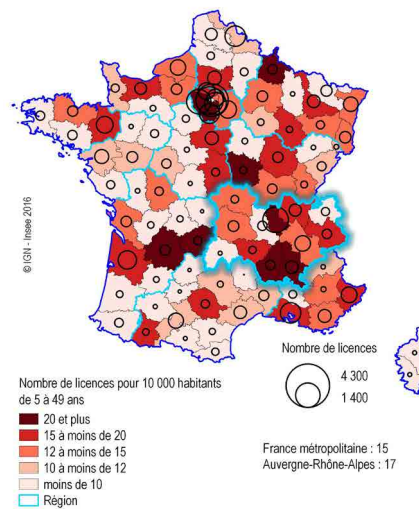 © IGN - Insee 2016
Nombre de licences
4 300
1 400
Nombre de licences pour 10 000 habitants
de 5 à 49 ans
20 et plus
15 à moins de 20
12 à moins de 15
10 à moins de 12
moins de 10
Région
France métropolitaine : 15
Auvergne-Rhône-Alpes : 17